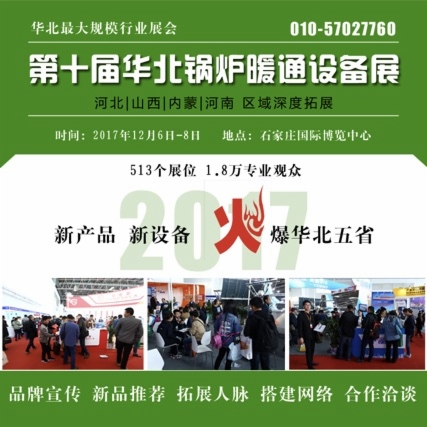 华北最大规模行业展会
010-57027760
第十届华北锅炉暖通设备展
河北|山西|内蒙|河南 区域深度拓展
时间：2017年12月6日-8日 地点：石家庄国际博览中心
513个展位 1.8万专业观众
2017
新产品 新设备 火 爆华北五省
品牌宣传 新品推荐 拓展人脉 搭建网络 合作洽谈